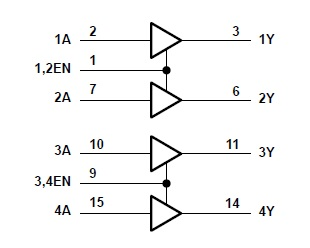 1A 2 3 1Y
1,2EN 1
2A 7 6 2Y
3A 10 11 3Y
3,4EN 9
4A 15 14 4Y